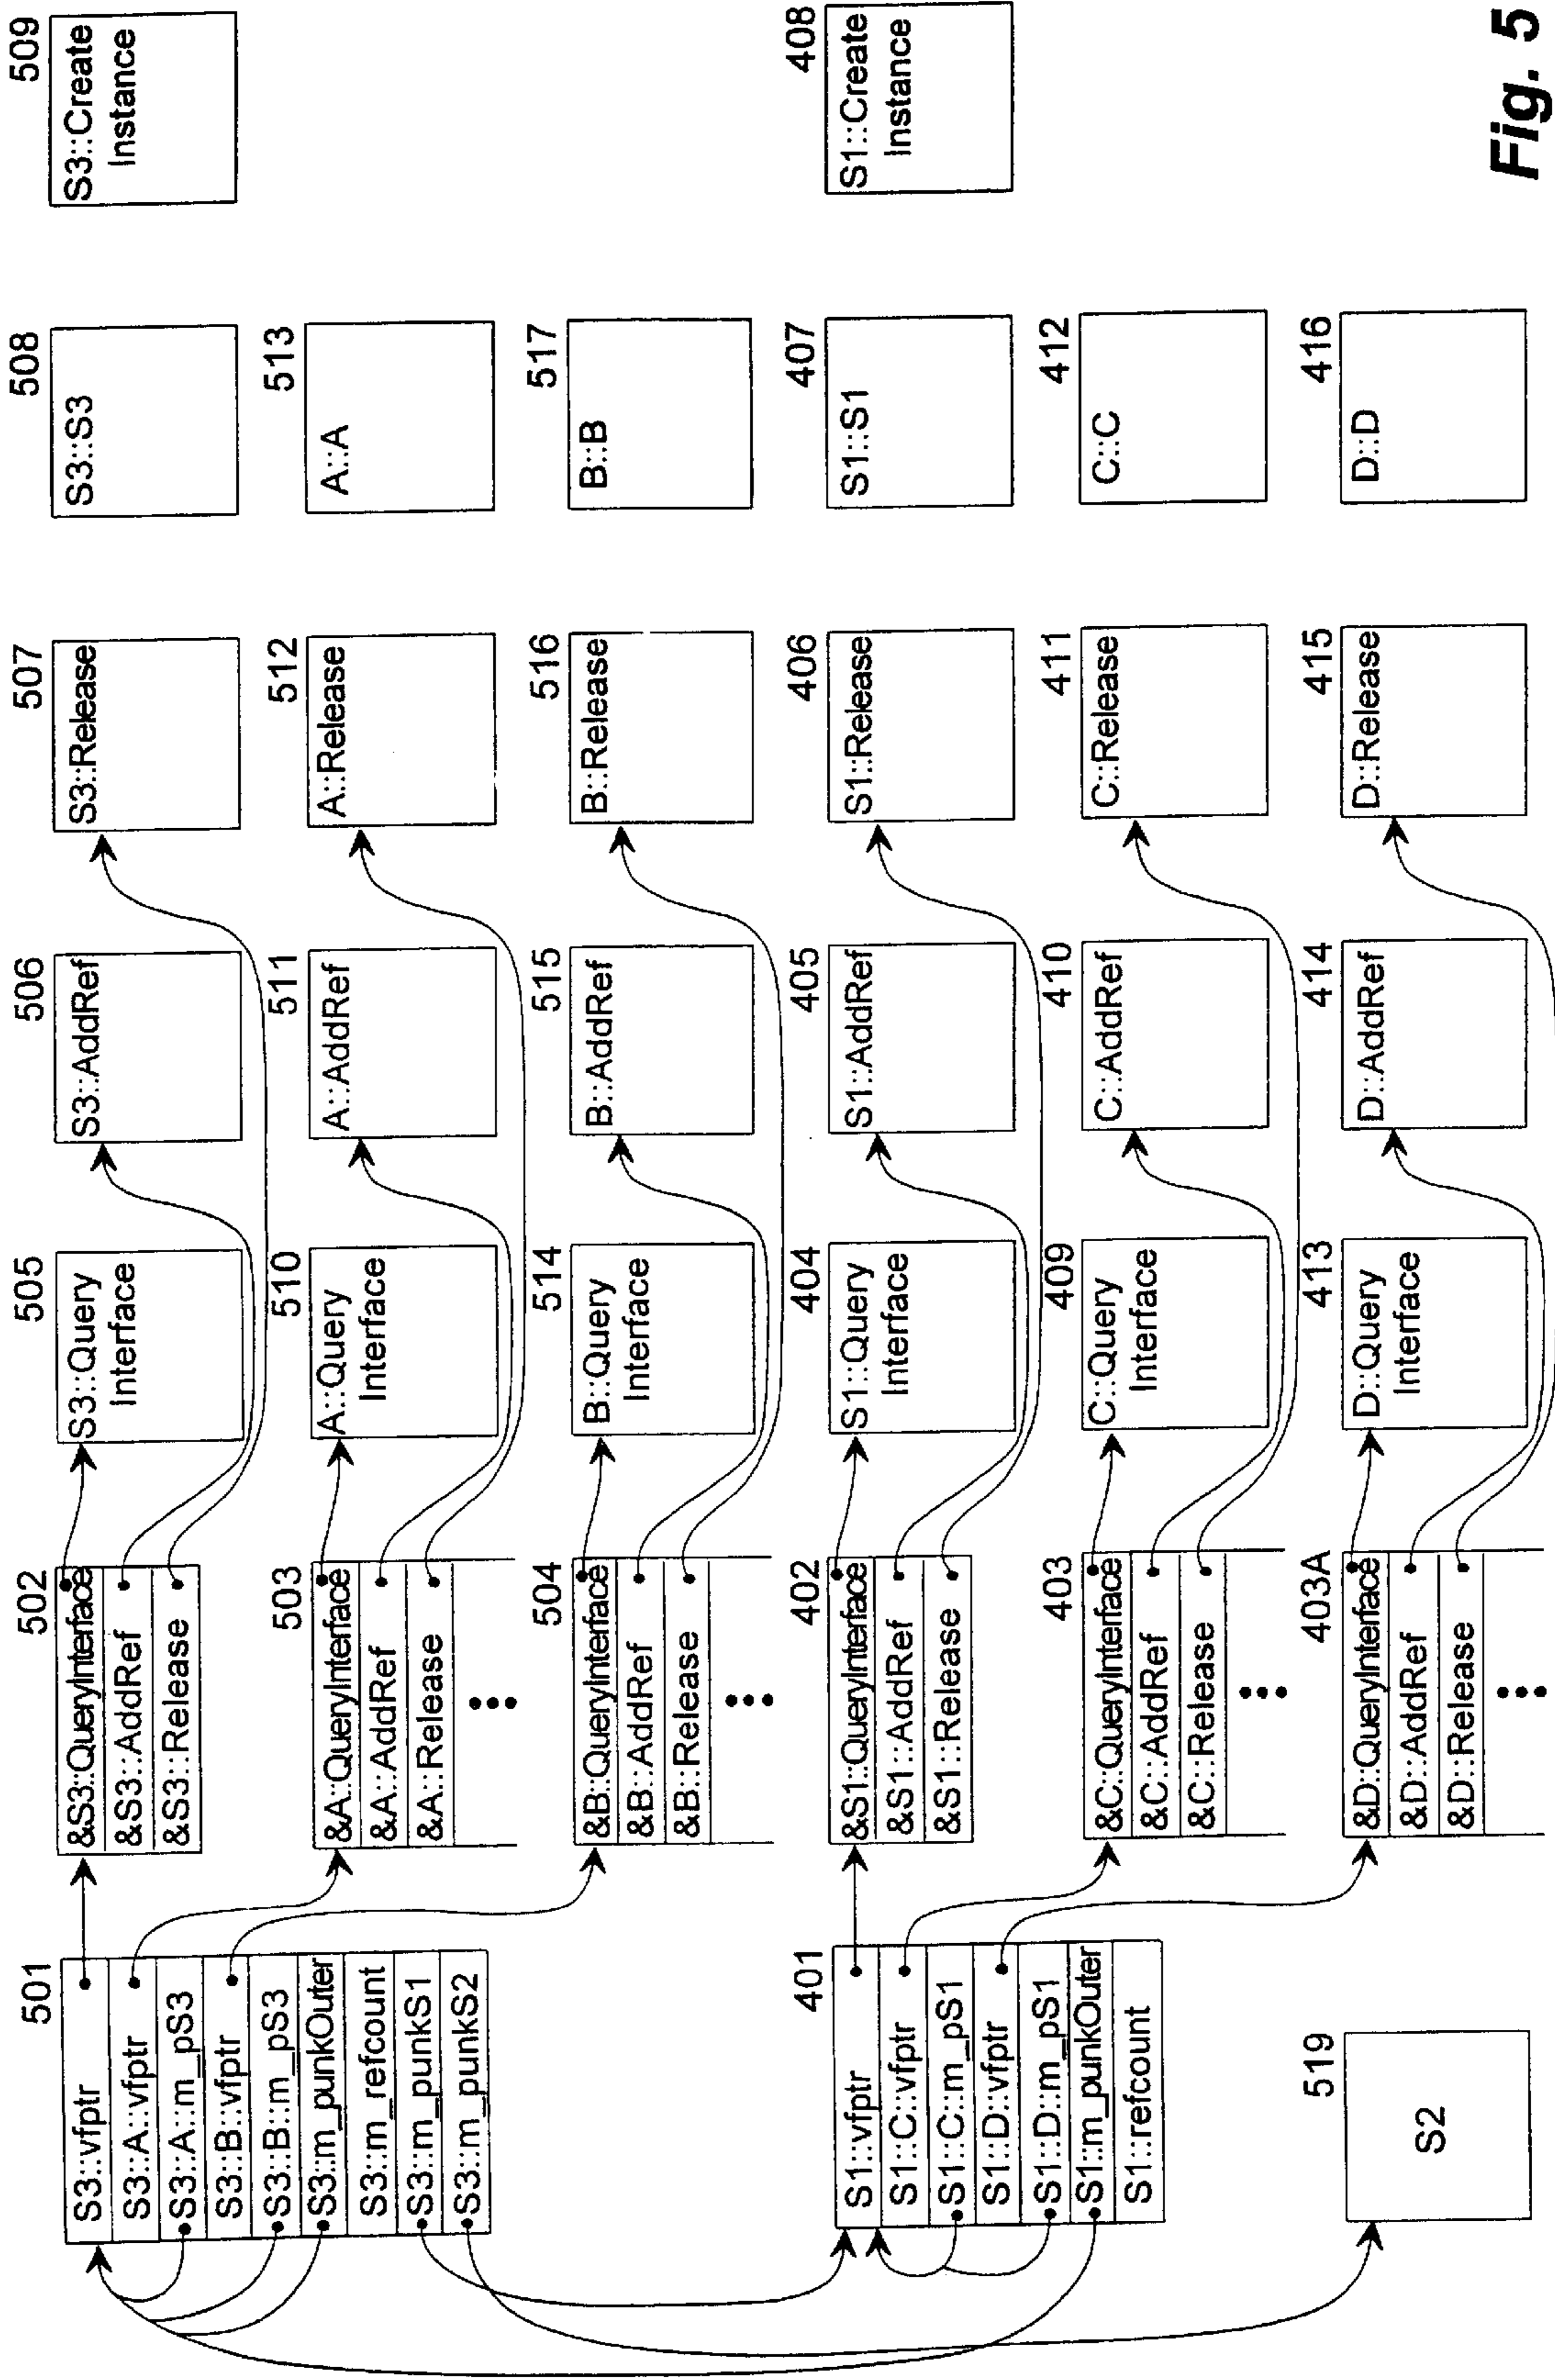 501
S3::vfptr
S3::A::vfptr
S3::A::m_pS3
S3::B::vfptr
S3::B::m_pS3
S3::m_punkOuter
S3::m_refcount
S3::m_punkS1
S3::m_punkS2
502
&S3::QueryInterface
&S3::AddRef
&S3::Release
505
S3::Query
Interface
506
S3::AddRef
507
S3::Release
508
S3::S3
509
S3::Create
Instance
503
&A::QueryInterface
&A::AddRef
&A::Release
510
A::Query
Interface
511
A::AddRef
512
A::Release
513
A::A
504
&B::QueryInterface
&B::AddRef
&B::Release
514
B::Query
Interface
515
B::AddRef
516
B::Release
517
B::B
401
S1::vfptr
S1::C::vfptr
S1::C::m_pS1
S1::D::vfptr
S1::D::m_pS1
S1::m_punkOuter
S1::refcount
402
&S1::QueryInterface
&S1::AddRef
&S1::Release
404
S1::Query
Interface
405
S1::AddRef
406
S1::Release
407
S1::S1
408
S1::Create
Instance
403
&C::QueryInterface
&C::AddRef
&C::Release
409
C::Query
Interface
410
C::AddRef
411
C::Release
412
C::C
519
S2
403A
&D::QueryInterface
&D::AddRef
&D::Release
413
D::Query
Interface
414
D::AddRef
415
D::Release
416
D::D
Fig. 5